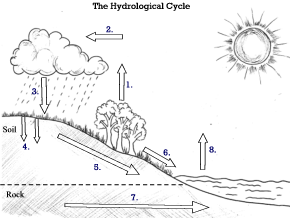 The Hydrological Cycle
2.
1.
3.
Soil
4.
5.
6.
8.
Rock
7.